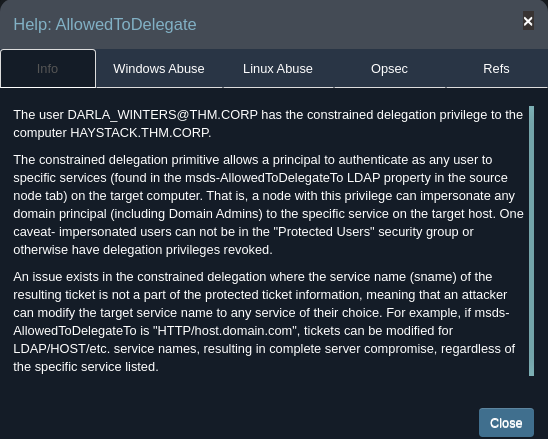 Help: AllowedToDelegate
×
Info
Windows Abuse
Linux Abuse
Opsec
Refs
The user DARLA_WINTERS@THM.CORP has the constrained delegation privilege to the
computer HAYSTACK.THM.CORP.
The constrained delegation primitive allows a principal to authenticate as any user to
specific services (found in the msds-AllowedToDelegateTo LDAP property in the source
node tab) on the target computer. That is, a node with this privilege can impersonate any
domain principal (including Domain Admins) to the specific service on the target host. One
caveat- impersonated users can not be in the "Protected Users" security group or
otherwise have delegation privileges revoked.
An issue exists in the constrained delegation where the service name (sname) of the
resulting ticket is not a part of the protected ticket information, meaning that an attacker
can modify the target service name to any service of their choice. For example, if msds-
AllowedToDelegateTo is "HTTP/host.domain.com", tickets can be modified for
LDAP/HOST/etc. service names, resulting in complete server compromise, regardless of
the specific service listed.
Close